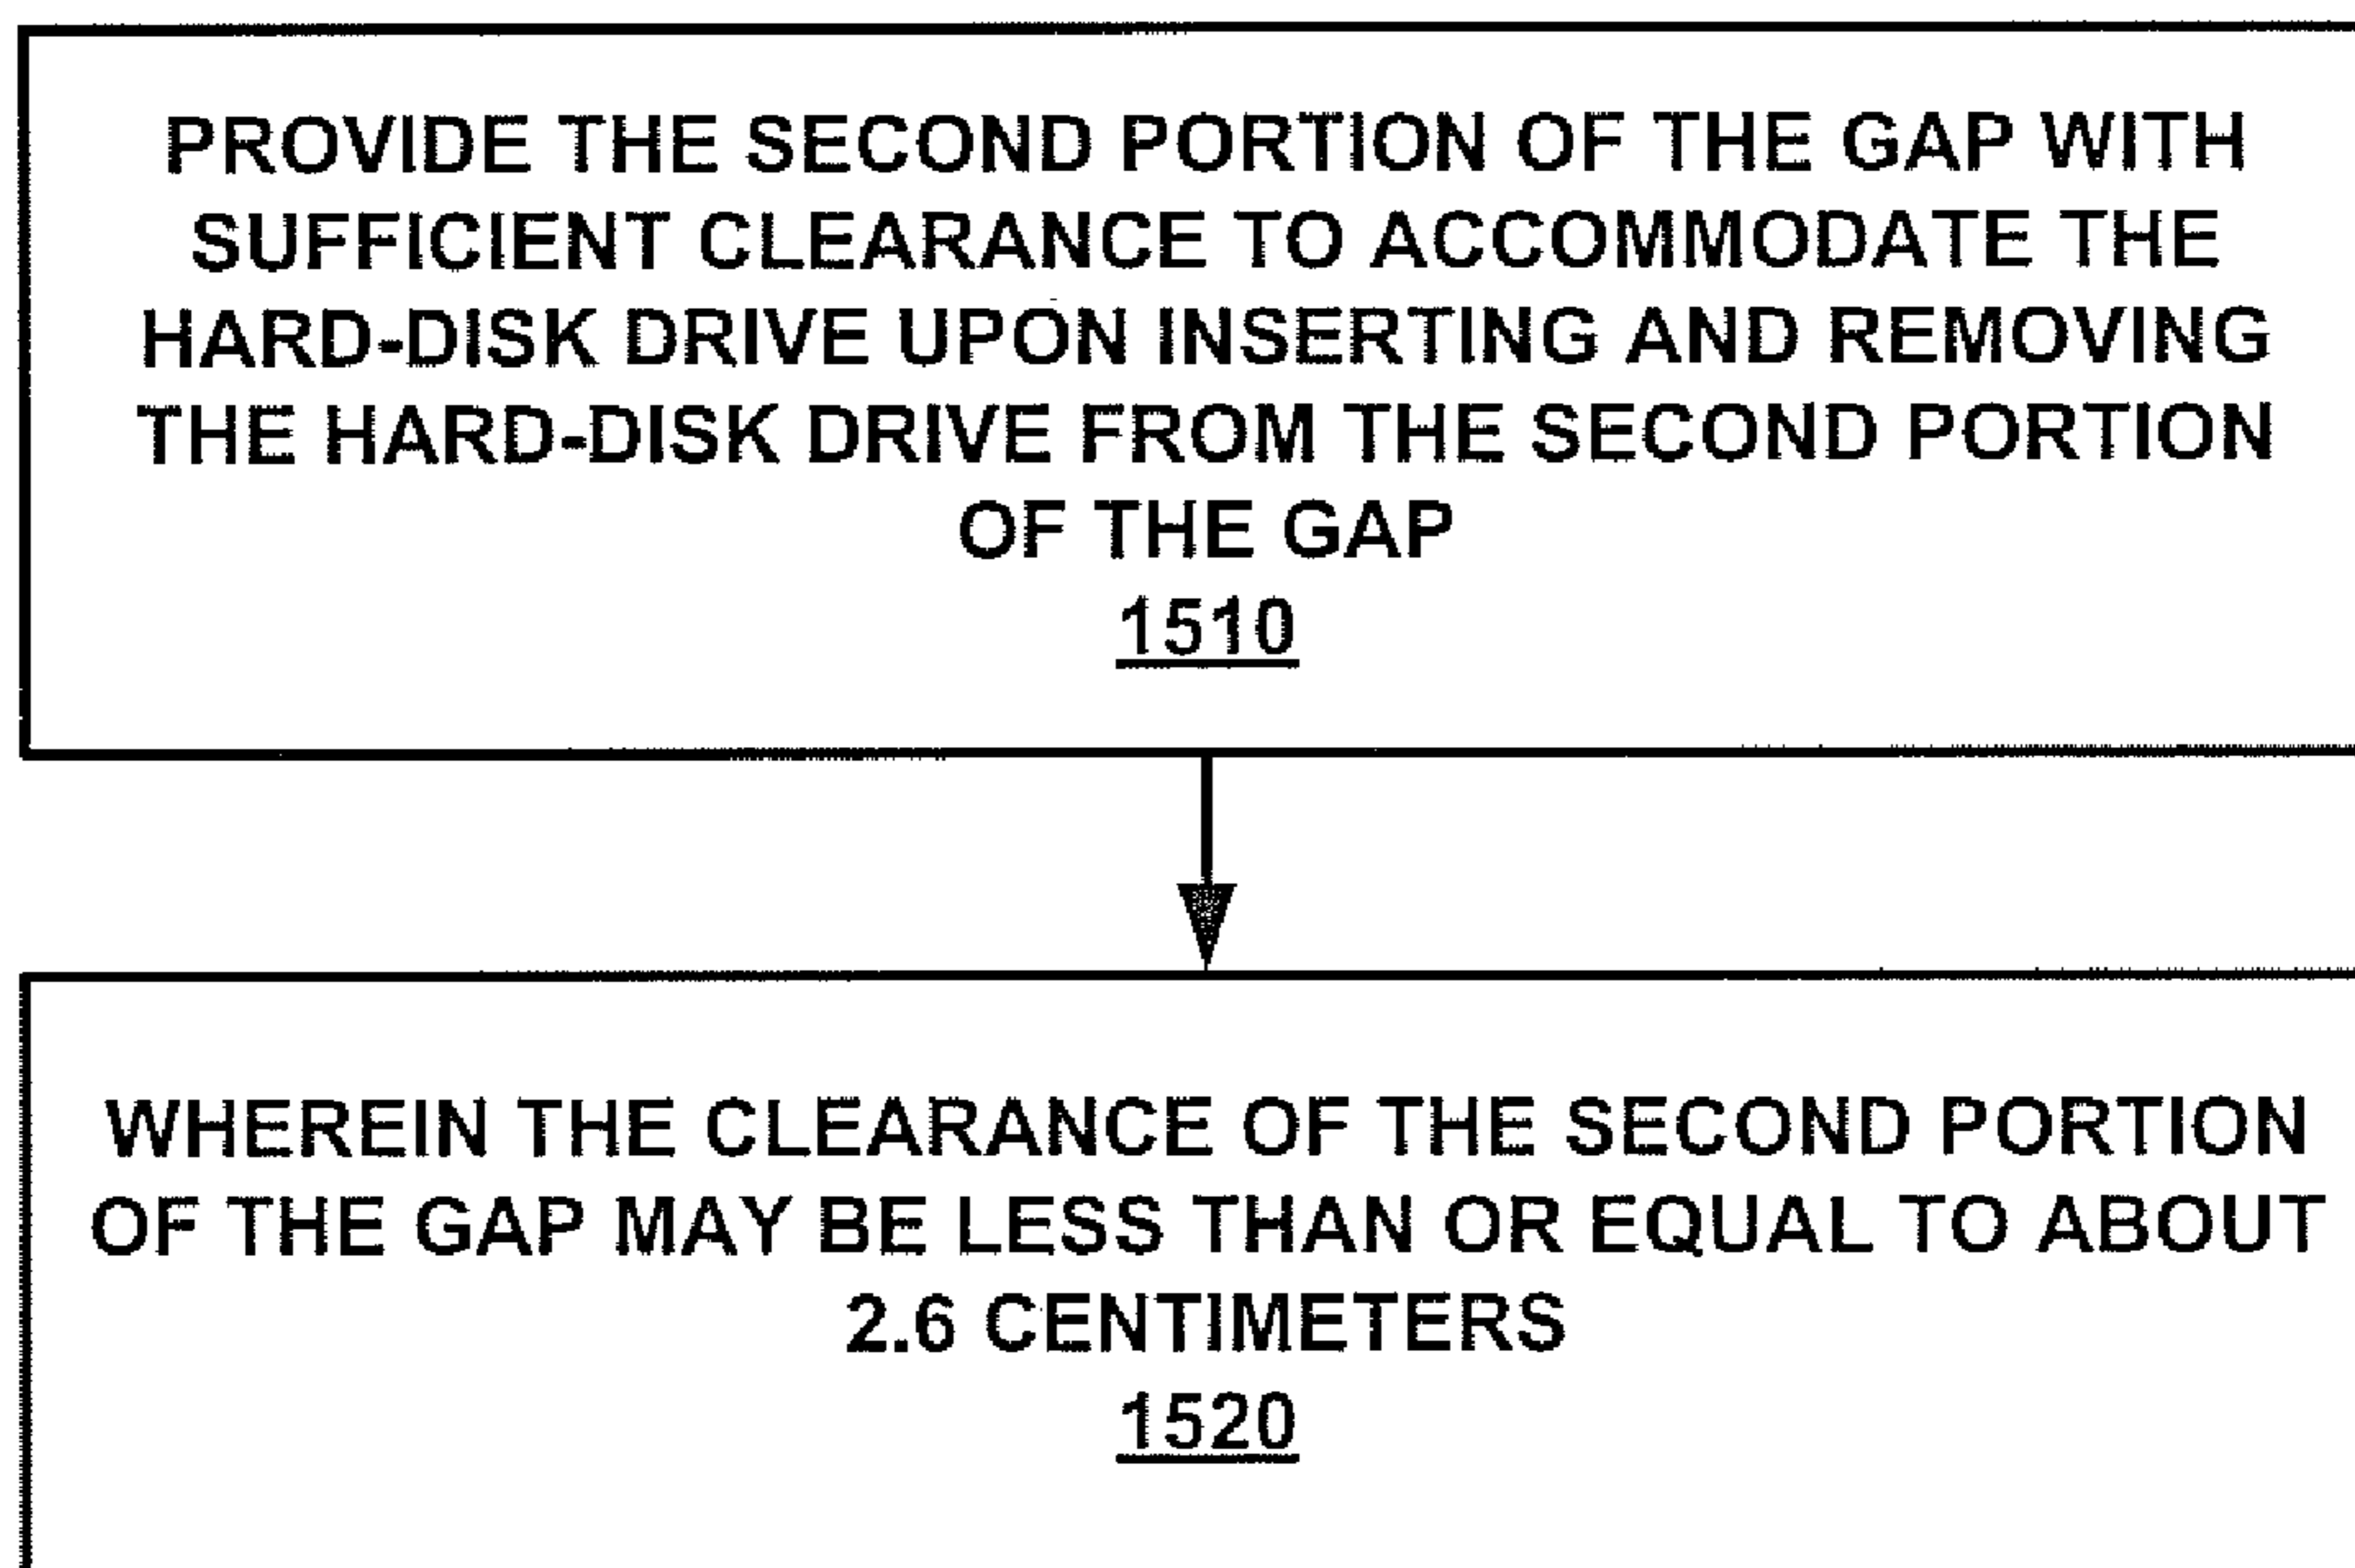 PROVIDE THE SECOND PORTION OF THE GAP WITH
SUFFICIENT CLEARANCE TO ACCOMMODATE THE
HARD-DISK DRIVE UPON INSERTING AND REMOVING
THE HARD-DISK DRIVE FROM THE SECOND PORTION
OF THE GAP
1510
WHEREIN THE CLEARANCE OF THE SECOND PORTION
OF THE GAP MAY BE LESS THAN OR EQUAL TO ABOUT
2.6 CENTIMETERS
1520